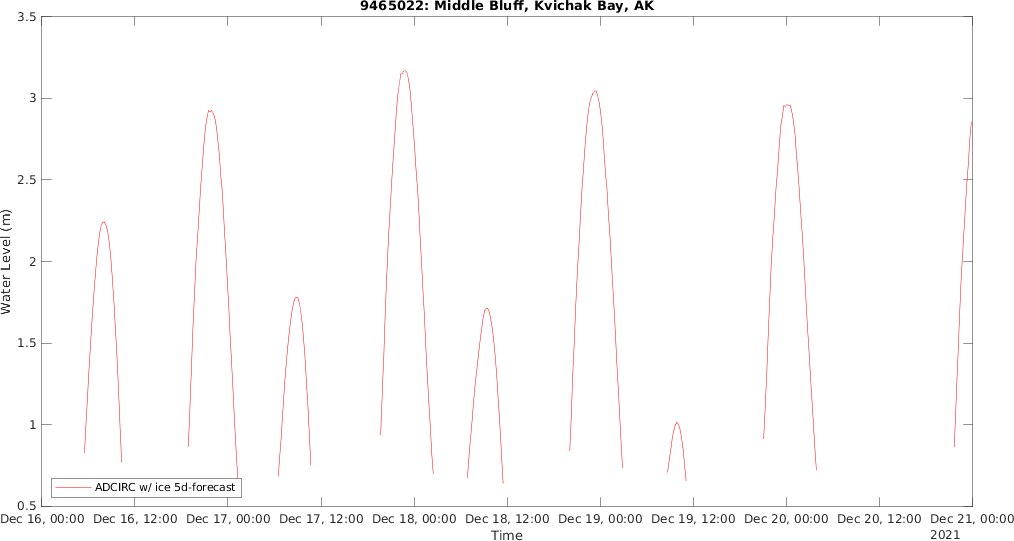 9465022: Middle Bluff, Kvichak Bay, AK
3.5
3
2.5
2
1.5
1
0.5
Water Level (m)
ADCIRC w/ ice 5d-forecast
Dec 16, 00:00 Dec 16, 12:00 Dec 17, 00:00 Dec 17, 12:00 Dec 18, 00:00 Dec 18, 12:00 Dec 19, 00:00 Dec 19, 12:00 Dec 20, 00:00 Dec 20, 12:00 Dec 21, 00:00
2021
Time